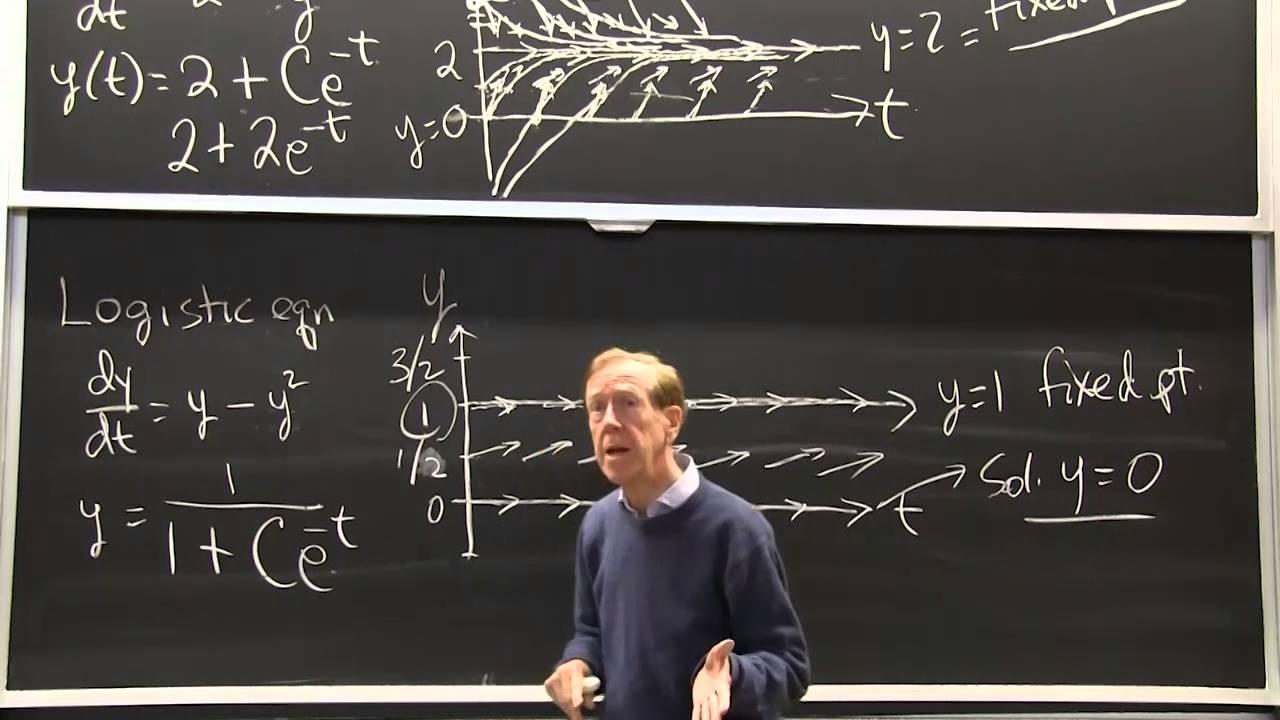 dt
y(t) = 2 + Ce^-t
2 + 2e^-t
2
y=0
t
y=2 = fixed
Logistic eqn
dy/dt = y - y^2
y = 1/(1 + Ce^-t)
y
3/2
1
1/2
0
t
y=1 fixed pt.
Sol. y=0